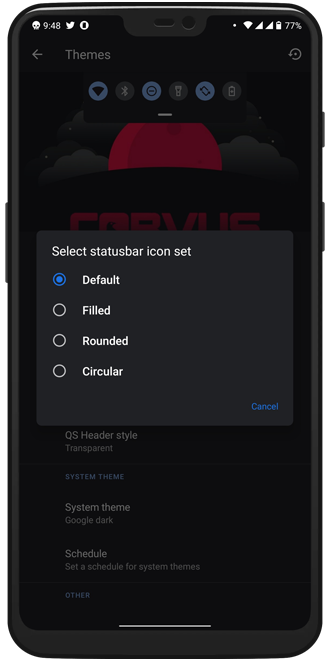 9:48
77%
Themes
CORVUS
Select statusbar icon set
Default
Filled
Rounded
Circular
Cancel
QS Header style
Transparent
SYSTEM THEME
System theme
Google dark
Schedule
Set a schedule for system themes
OTHER